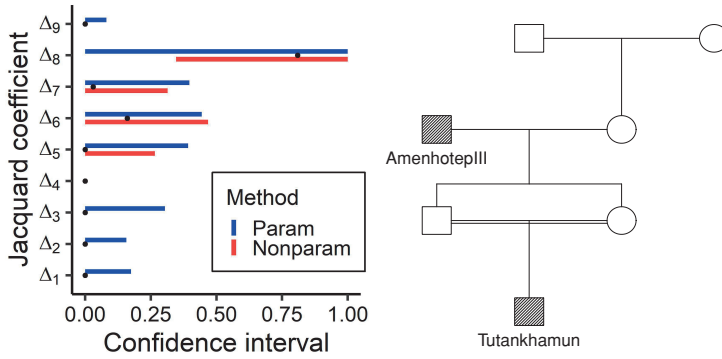 Jacquard coefficient
Δ9
Δ8
Δ7
Δ6
Δ5
Δ4
Δ3
Δ2
Δ1
0.00 0.25 0.50 0.75 1.00
Confidence interval
Method
Param
Nonparam
AmenhotepIII
Tutankhamun